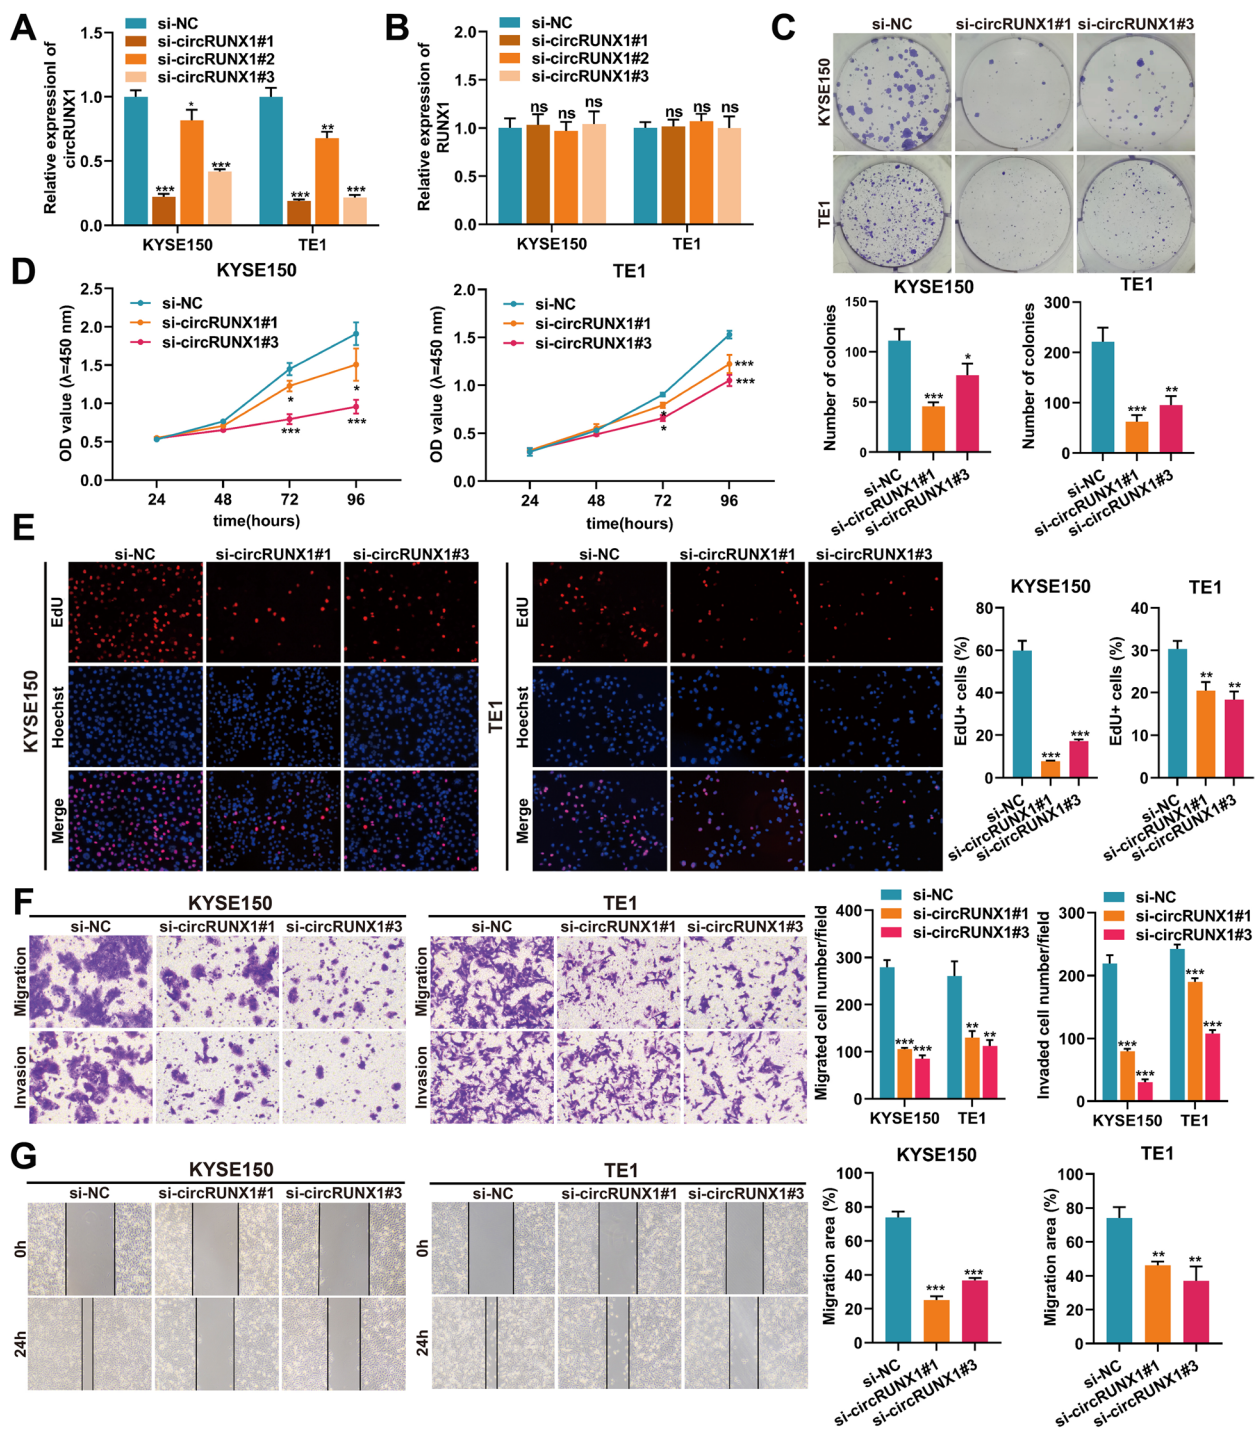 A
Relative expressionl of
circRUNX1
si-NC
si-circRUNX1#1
si-circRUNX1#2
si-circRUNX1#3
1.5
1.0
0.5
0.0
***
*
***
***
**
***
KYSE150 TE1
B
Relative expression of
RUNX1
si-NC
si-circRUNX1#1
si-circRUNX1#2
si-circRUNX1#3
2.0
1.5
1.0
0.5
0.0
ns ns ns ns ns ns
KYSE150 TE1
C
si-NC si-circRUNX1#1 si-circRUNX1#3
KYSE150
TE1
KYSE150
Number of colonies
150
100
50
0
***
*
si-NC
si-circRUNX1#1
si-circRUNX1#3
TE1
Number of colonies
300
200
100
0
***
**
si-NC
si-circRUNX1#1
si-circRUNX1#3
D
KYSE150
OD value (λ=450 nm)
si-NC
si-circRUNX1#1
si-circRUNX1#3
2.5
2.0
1.5
1.0
0.5
0.0
*
***
*
***
24 48 72 96
time(hours)
TE1
OD value (λ=450 nm)
si-NC
si-circRUNX1#1
si-circRUNX1#3
2.0
1.5
1.0
0.5
0.0
*
*
***
***
24 48 72 96
time(hours)
E
KYSE150
si-NC si-circRUNX1#1 si-circRUNX1#3
EdU
Hoechst
Merge
TE1
si-NC si-circRUNX1#1 si-circRUNX1#3
EdU
Hoechst
Merge
KYSE150
EdU+ cells (%)
80
60
40
20
0
***
***
si-NC
si-circRUNX1#1
si-circRUNX1#3
TE1
EdU+ cells (%)
40
30
20
10
0
**
**
si-NC
si-circRUNX1#1
si-circRUNX1#3
F
KYSE150
si-NC si-circRUNX1#1 si-circRUNX1#3
Migration
Invasion
TE1
si-NC si-circRUNX1#1 si-circRUNX1#3
Migration
Invasion
Migrated cell number/field
si-NC
si-circRUNX1#1
si-circRUNX1#3
400
300
200
100
0
***
***
**
**
KYSE150 TE1
Invaded cell number/field
si-NC
si-circRUNX1#1
si-circRUNX1#3
300
200
100
0
***
***
***
***
KYSE150 TE1
G
KYSE150
si-NC si-circRUNX1#1 si-circRUNX1#3
0h
24h
TE1
si-NC si-circRUNX1#1 si-circRUNX1#3
0h
24h
KYSE150
Migration area (%)
100
80
60
40
20
0
***
***
si-NC
si-circRUNX1#1
si-circRUNX1#3
TE1
Migration area (%)
100
80
60
40
20
0
**
**
si-NC
si-circRUNX1#1
si-circRUNX1#3